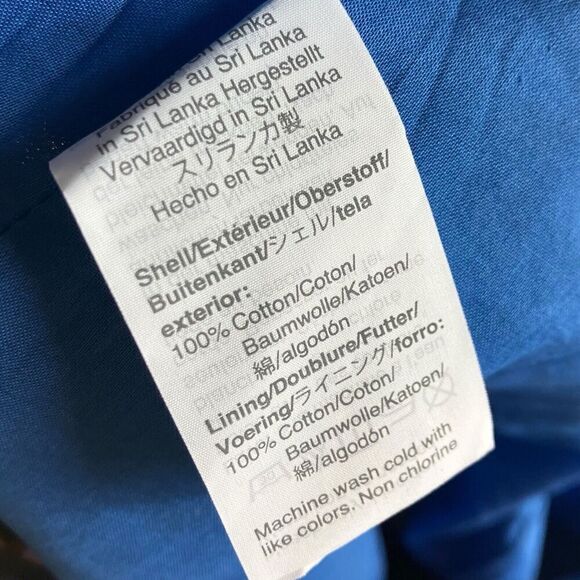 Sri Lanka
Fabriqué au Sri Lanka
in Sri Lanka Hergestellt
Vervaardigd in Sri Lanka
スリランカ製
Hecho en Sri Lanka
Shell/Extérieur/Oberstoff/
Buitenkant/シェル/tela
exterior:
100% Cotton/Coton/
Baumwolle/Katoen/
綿/algodón
Lining/Doublure/Futter/
Voering/ライニング/forro:
100% Cotton/Coton/
Baumwolle/Katoen/
綿/algodón
Machine wash cold with
like colors. Non chlorine